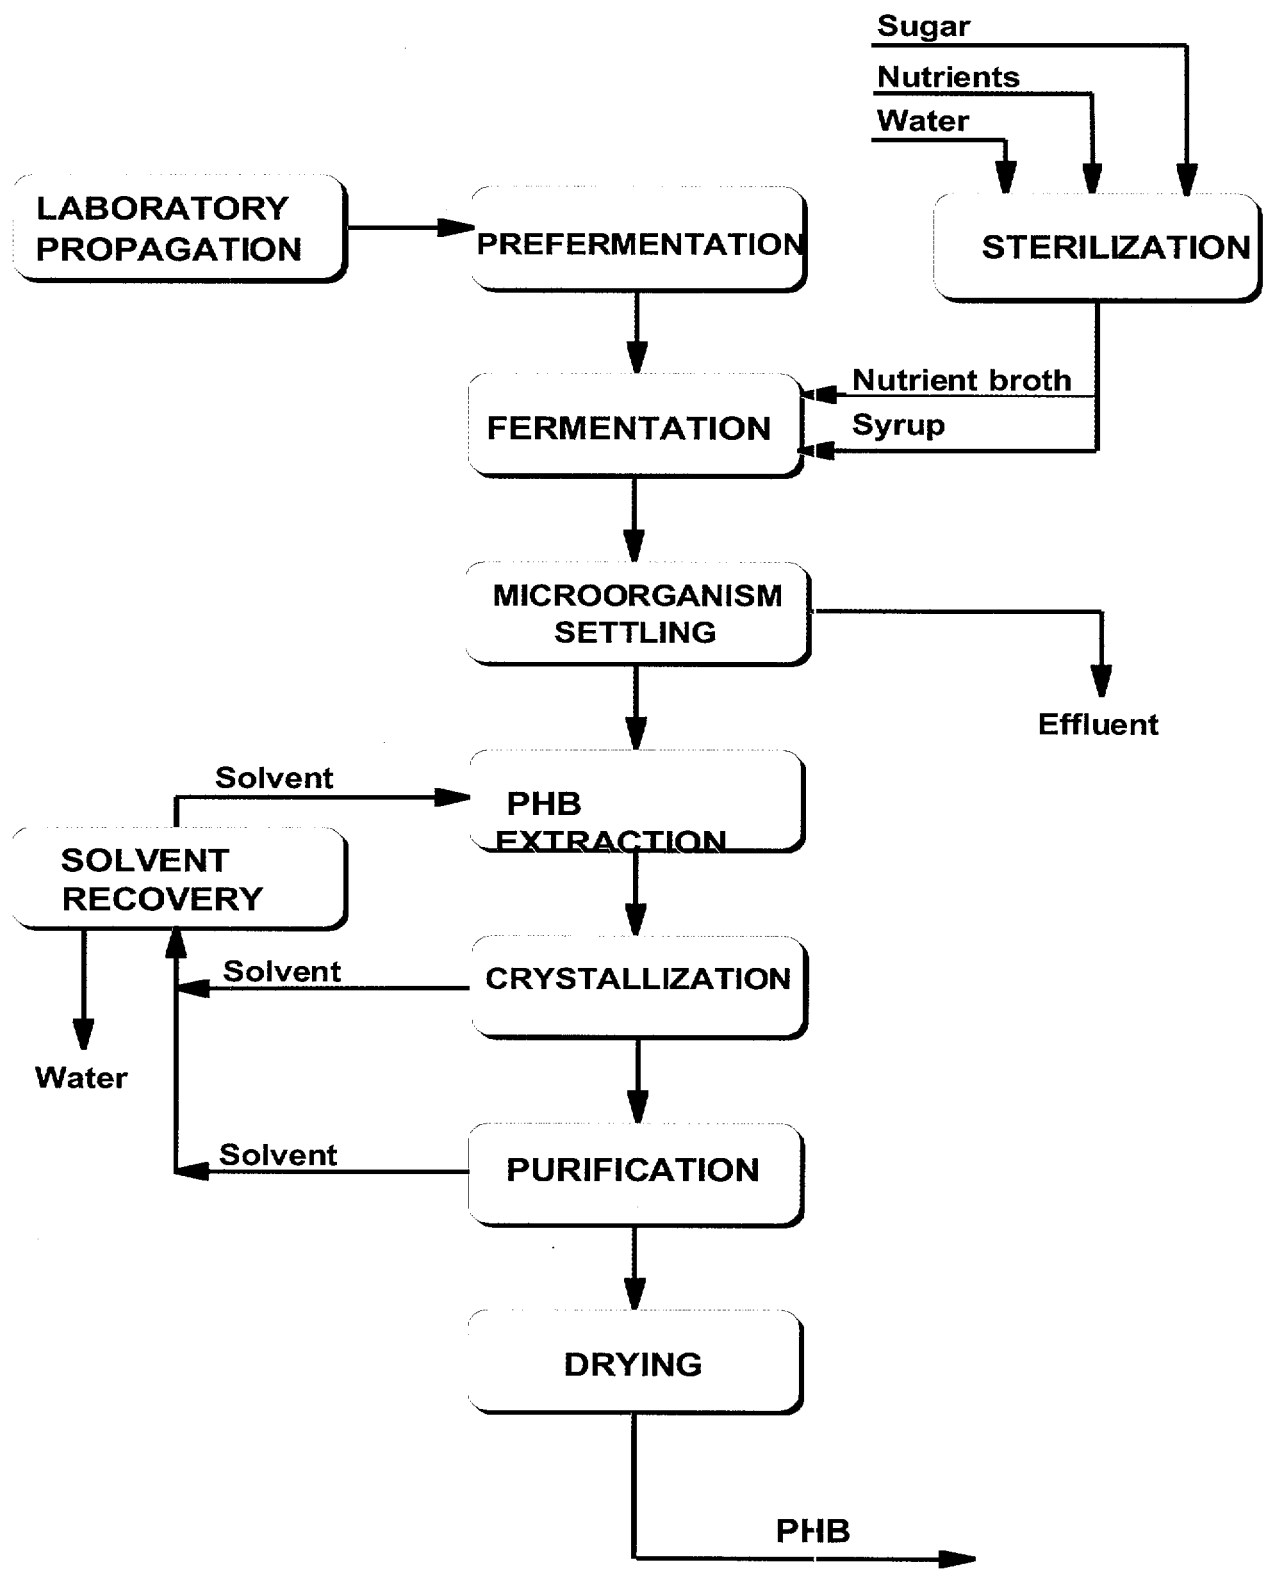 Sugar
Nutrients
Water
LABORATORY
PROPAGATION
PREFERMENTATION
STERILIZATION
Nutrient broth
FERMENTATION
Syrup
MICROORGANISM
SETTLING
Effluent
Solvent
PHB
EXTRACTION
SOLVENT
RECOVERY
Solvent
CRYSTALLIZATION
Water
Solvent
PURIFICATION
DRYING
PHB